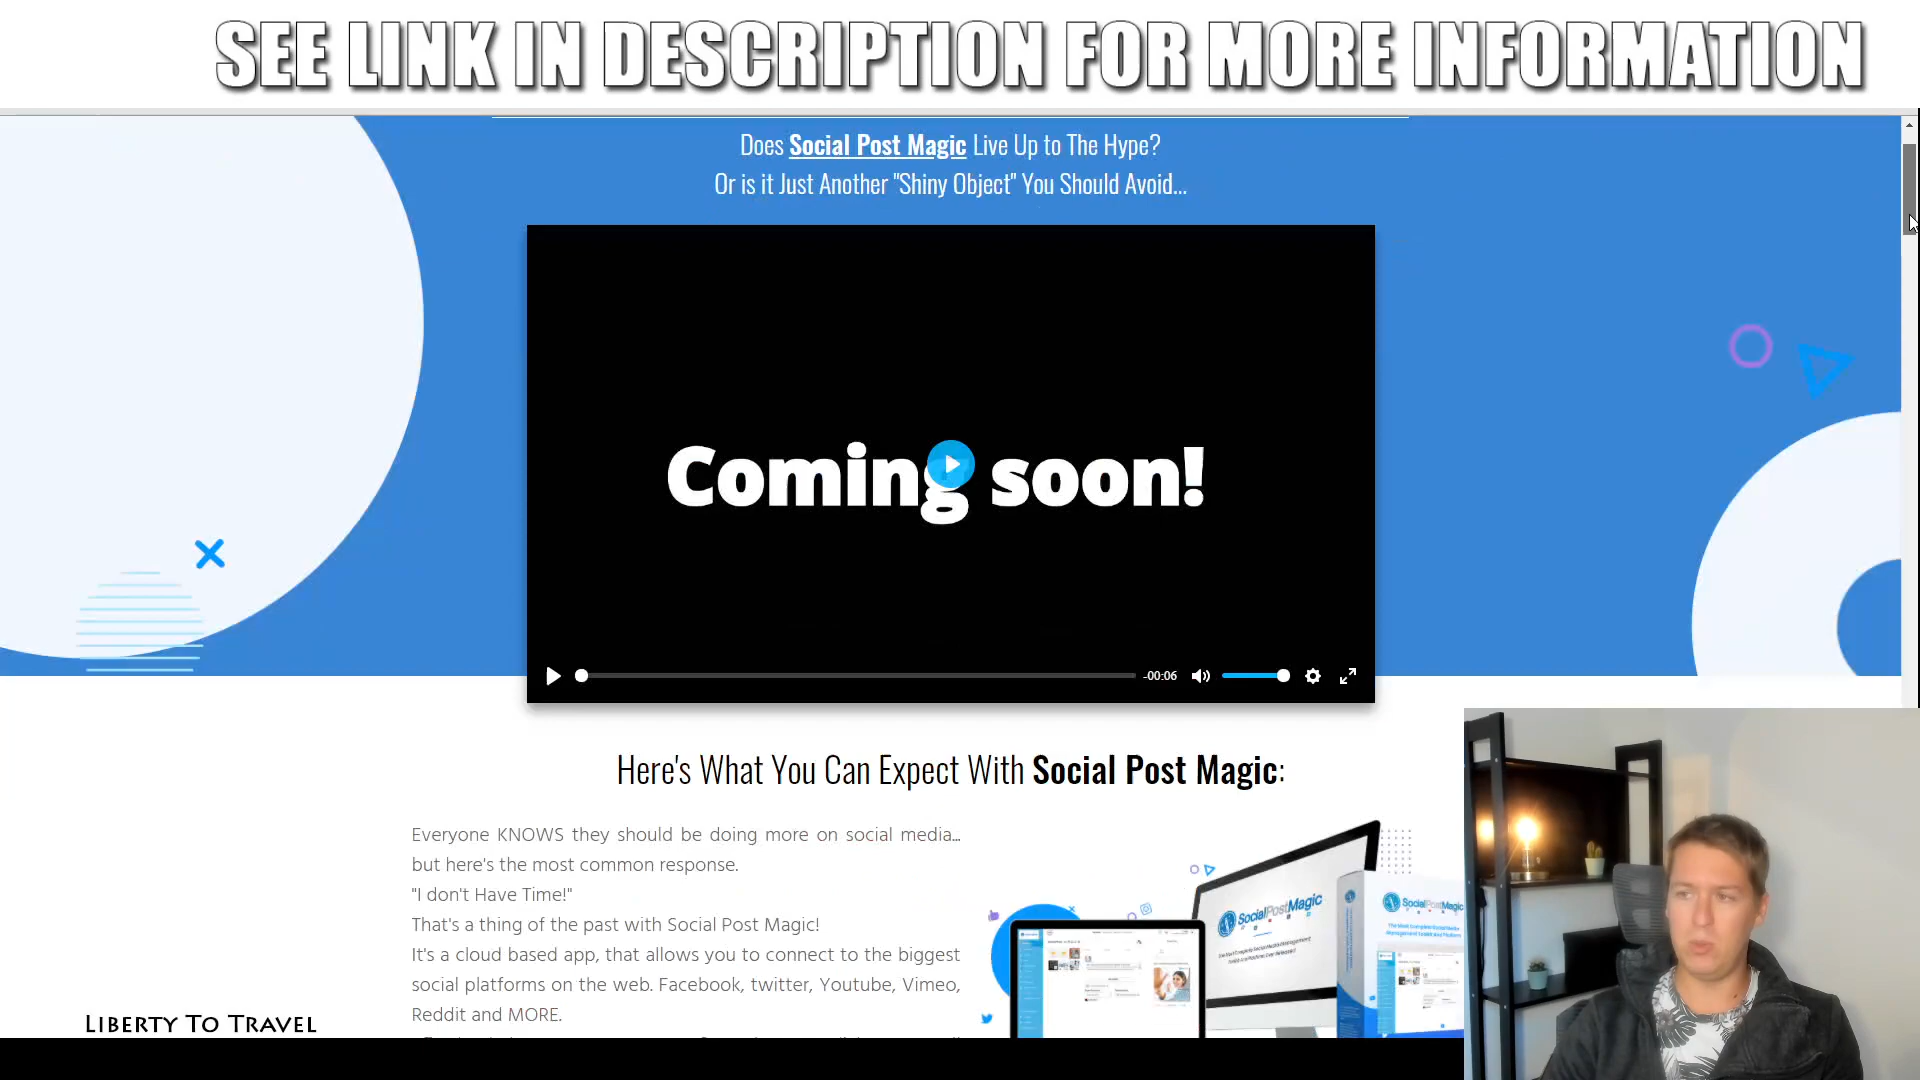 SEE LINK IN DESCRIPTION FOR MORE INFORMATION
Does Social Post Magic Live Up to The Hype?
Or is it Just Another "Shiny Object" You Should Avoid...
Coming soon!
-00:06
Here's What You Can Expect With Social Post Magic:
Everyone KNOWS they should be doing more on social media...
but here's the most common response.
"I don't Have Time!"
That's a thing of the past with Social Post Magic!
It's a cloud based app, that allows you to connect to the biggest
social platforms on the web. Facebook, twitter, Youtube, Vimeo,
Reddit and MORE.
SocialPostMagic
SocialPostMagic
LIBERTY TO TRAVEL